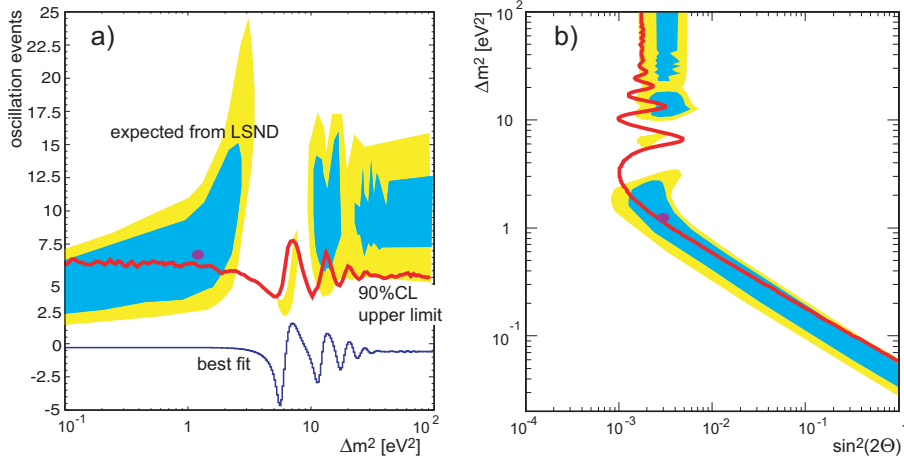 a)
oscillation events
25
22.5
20
17.5
15
12.5
10
7.5
5
2.5
0
-2.5
-5
expected from LSND
90%CL
upper limit
best fit
10⁻¹ 1 10 10²
Δm² [eV²]
b)
Δm² [eV²]
10²
10
1
10⁻¹
10⁻⁴ 10⁻³ 10⁻² 10⁻¹ 1
sin²(2Θ)